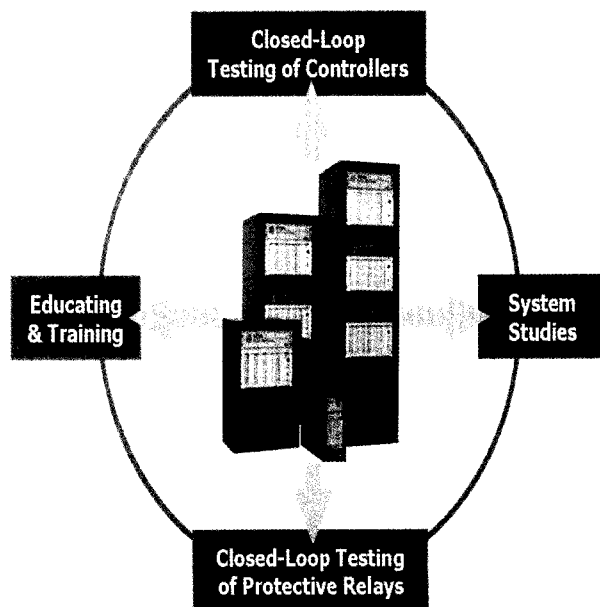 Closed-Loop
Testing of Controllers
Educating
& Training
System
Studies
Closed-Loop Testing
of Protective Relays